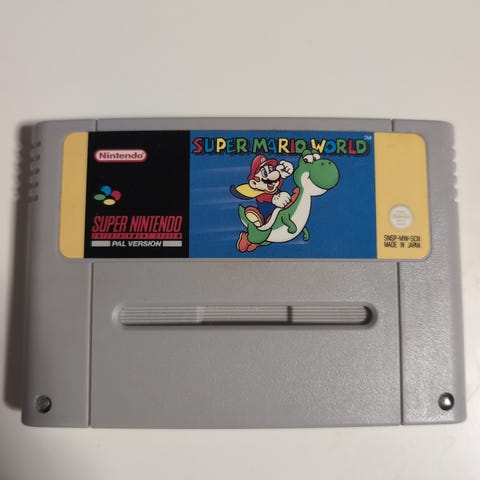 SUPER MARIO WORLD
TM
Nintendo
SUPER NINTENDO
ENTERTAINMENT SYSTEM
PAL VERSION
SNSP-MW-SCN
MADE IN JAPAN